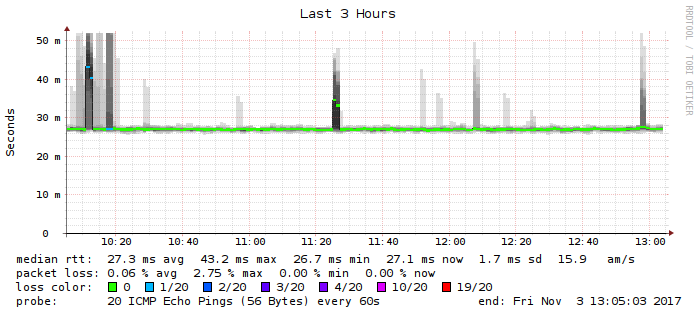 Last 3 Hours
RRDTOOL / TOBI OETIKER
Seconds
50 m
40 m
30 m
20 m
10 m
0
10:20 10:40 11:00 11:20 11:40 12:00 12:20 12:40 13:00
median rtt: 27.3 ms avg 43.2 ms max 26.7 ms min 27.1 ms now 1.7 ms sd 15.9 am/s
packet loss: 0.06 % avg 2.75 % max 0.00 % min 0.00 % now
loss color: 0 1/20 2/20 3/20 4/20 10/20 19/20
probe: 20 ICMP Echo Pings (56 Bytes) every 60s end: Fri Nov 3 13:05:03 2017